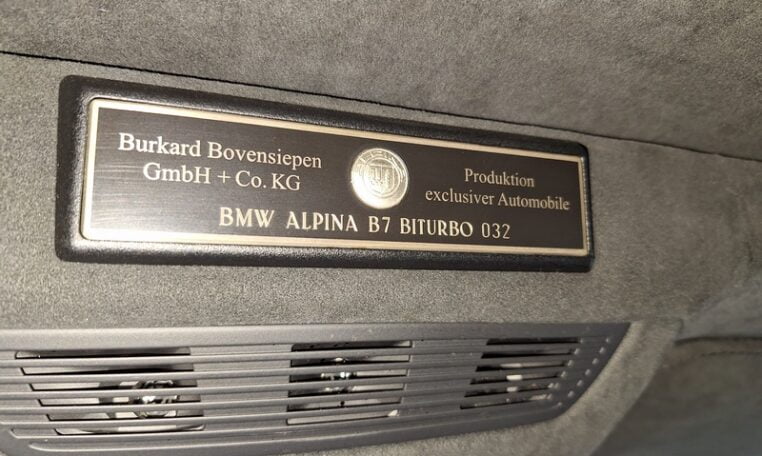 Burkard Bovensiepen
GmbH + Co. KG
Produktion
exclusiver Automobile
BMW ALPINA B7 BITURBO 032